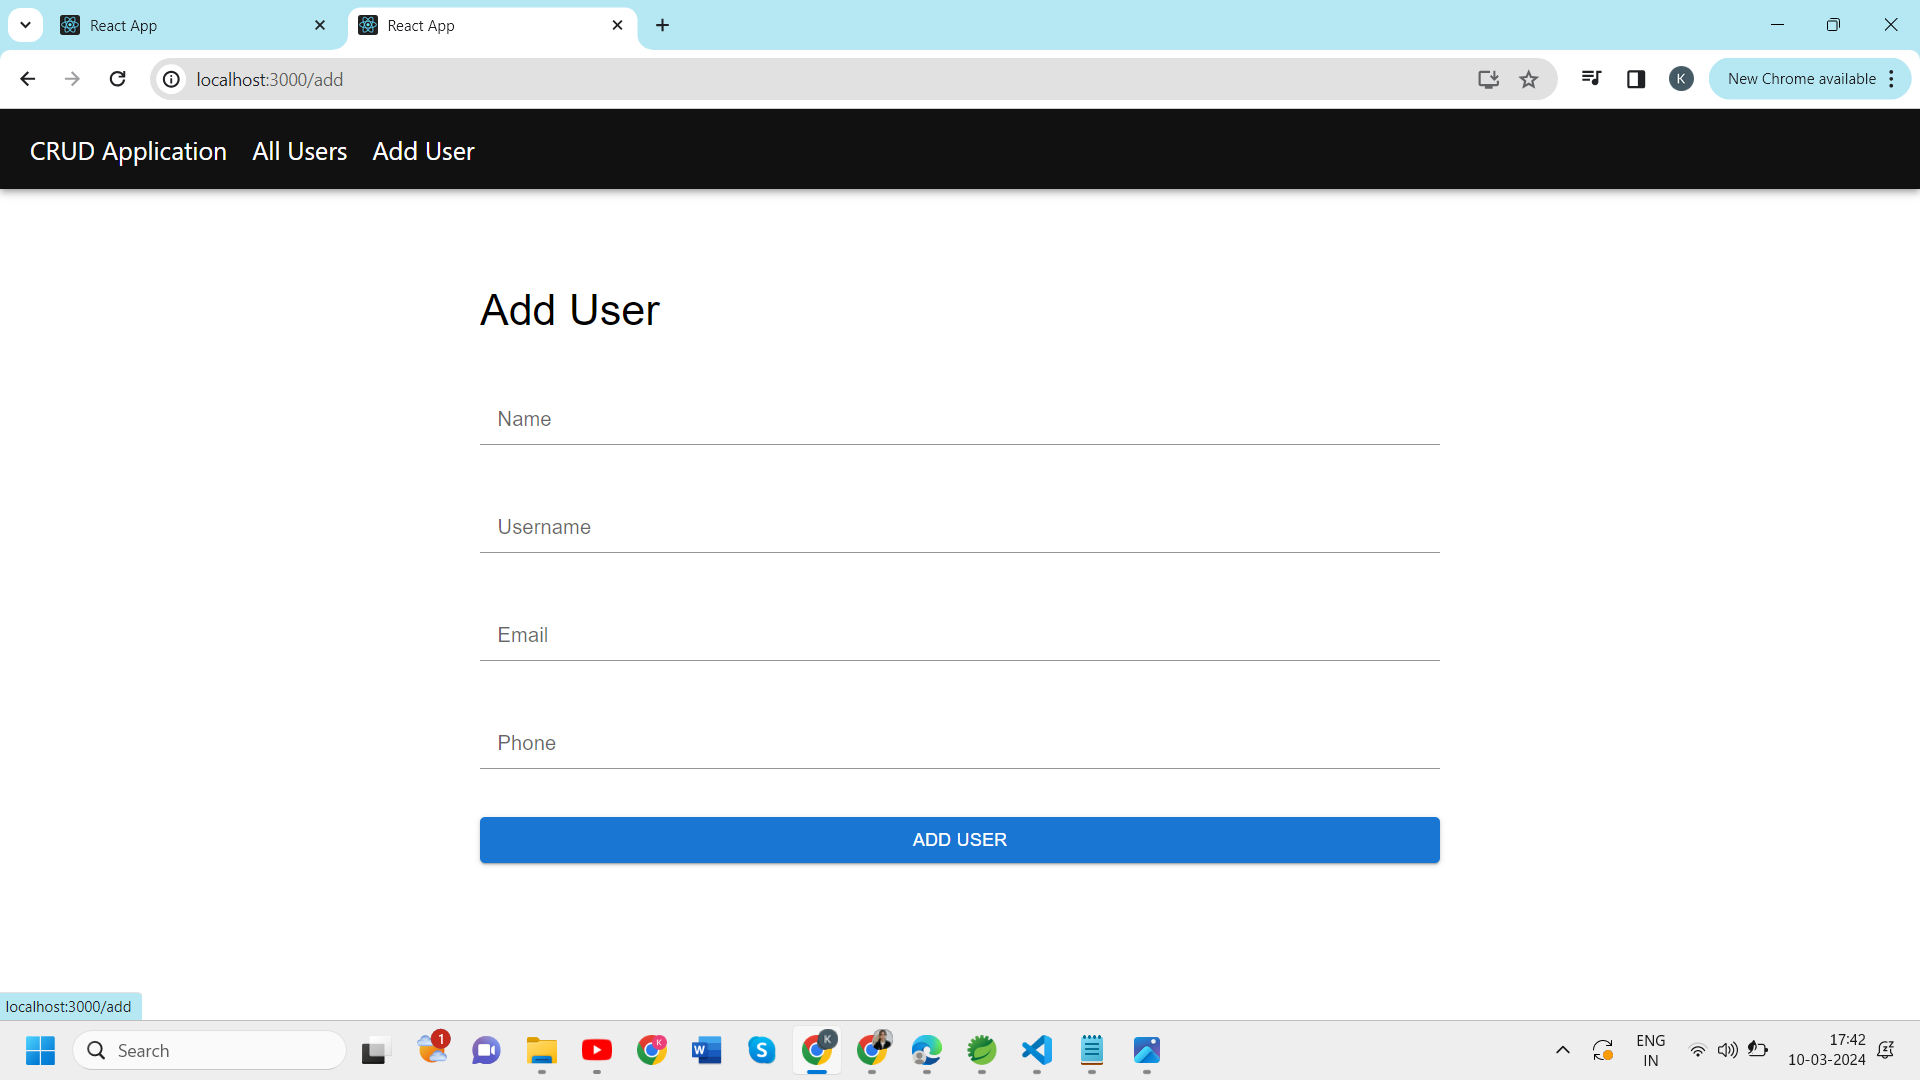 React App
React App
localhost:3000/add
K
New Chrome available
CRUD Application All Users Add User
Add User
Name
Username
Email
Phone
ADD USER
localhost:3000/add
Search
1
K
W
S
K
ENG
IN
17:42
10-03-2024